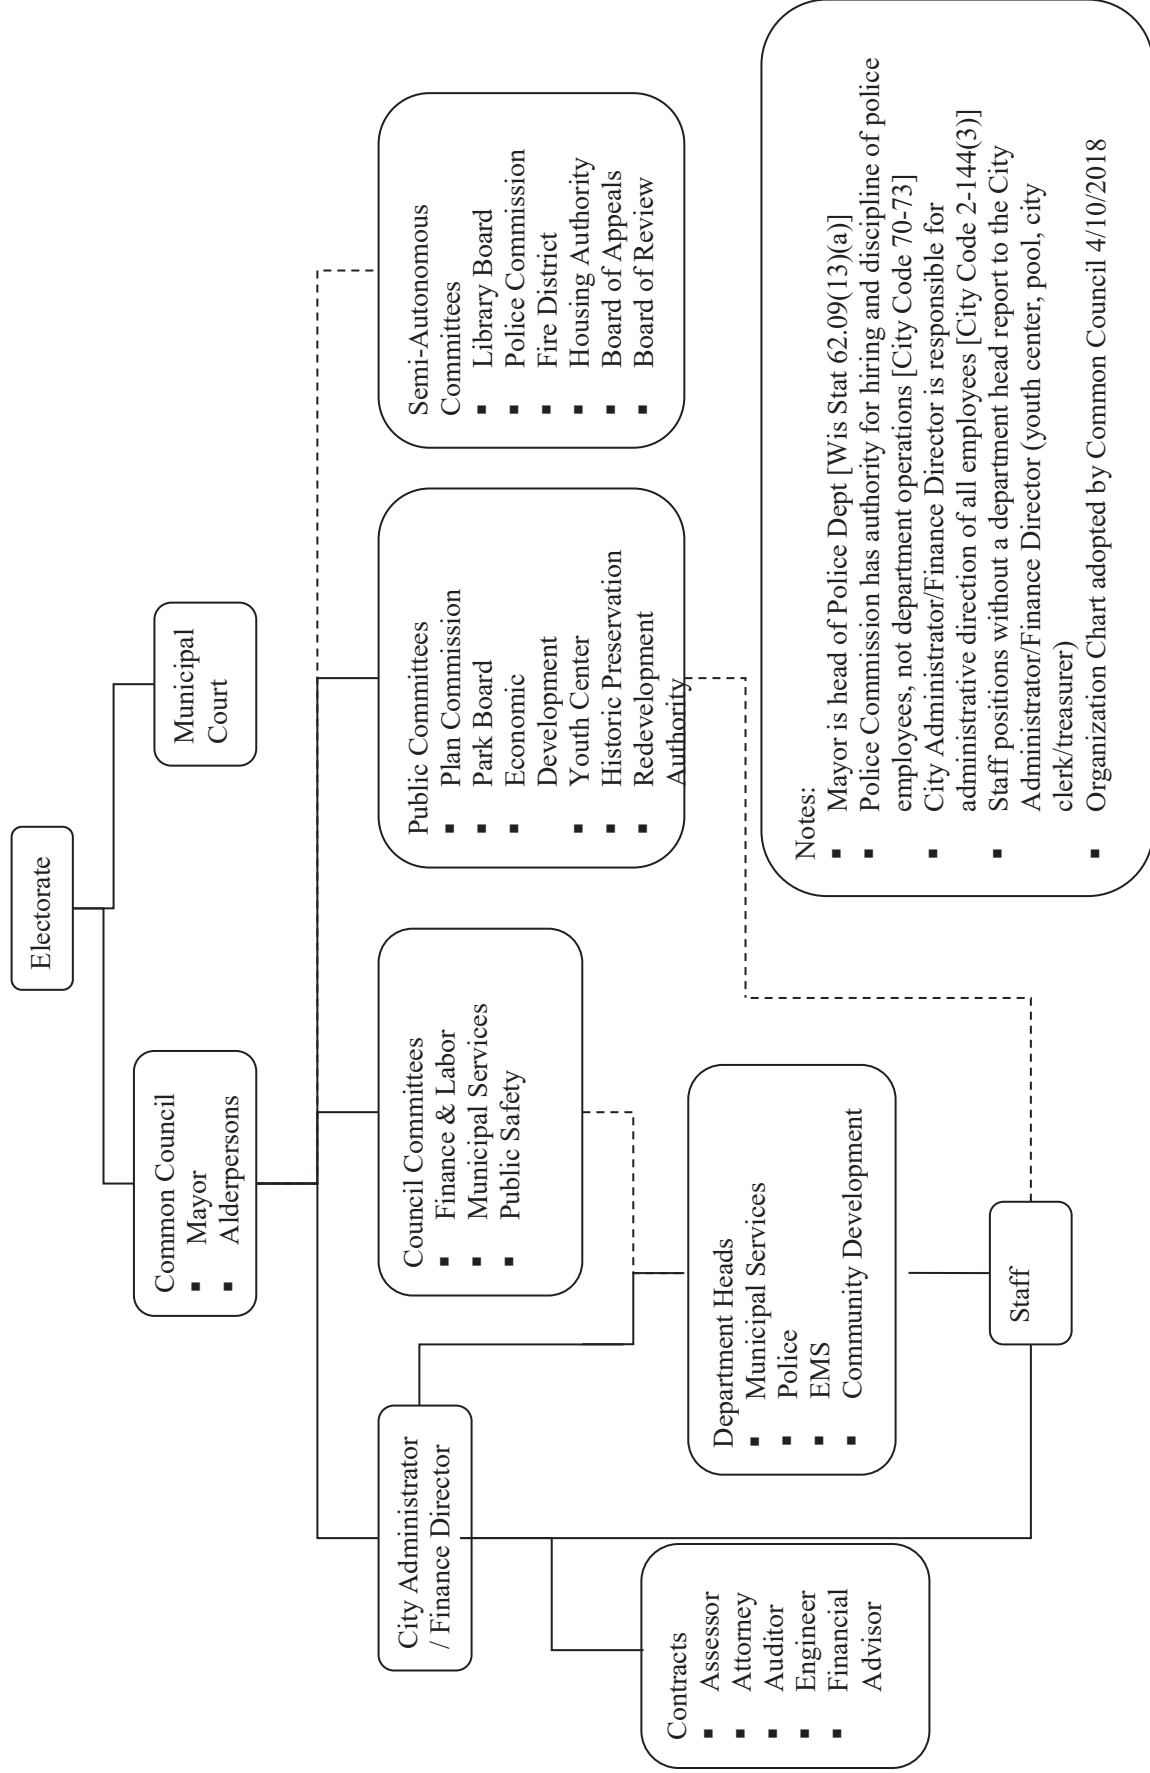 Electorate
Common Council
▪ Mayor
▪ Alderpersons
Municipal
Court
City Administrator
/ Finance Director
Council Committees
▪ Finance & Labor
▪ Municipal Services
▪ Public Safety
Public Committees
▪ Plan Commission
▪ Park Board
▪ Economic
Development
▪ Youth Center
▪ Historic Preservation
▪ Redevelopment
Authority
Semi-Autonomous
Committees
▪ Library Board
▪ Police Commission
▪ Fire District
▪ Housing Authority
▪ Board of Appeals
▪ Board of Review
Contracts
▪ Assessor
▪ Attorney
▪ Auditor
▪ Engineer
▪ Financial
Advisor
Department Heads
▪ Municipal Services
▪ Police
▪ EMS
▪ Community Development
Staff
Notes:
▪ Mayor is head of Police Dept [Wis Stat 62.09(13)(a)]
▪ Police Commission has authority for hiring and discipline of police
employees, not department operations [City Code 70-73]
▪ City Administrator/Finance Director is responsible for
administrative direction of all employees [City Code 2-144(3)]
▪ Staff positions without a department head report to the City
Administrator/Finance Director (youth center, pool, city
clerk/treasurer)
▪ Organization Chart adopted by Common Council 4/10/2018